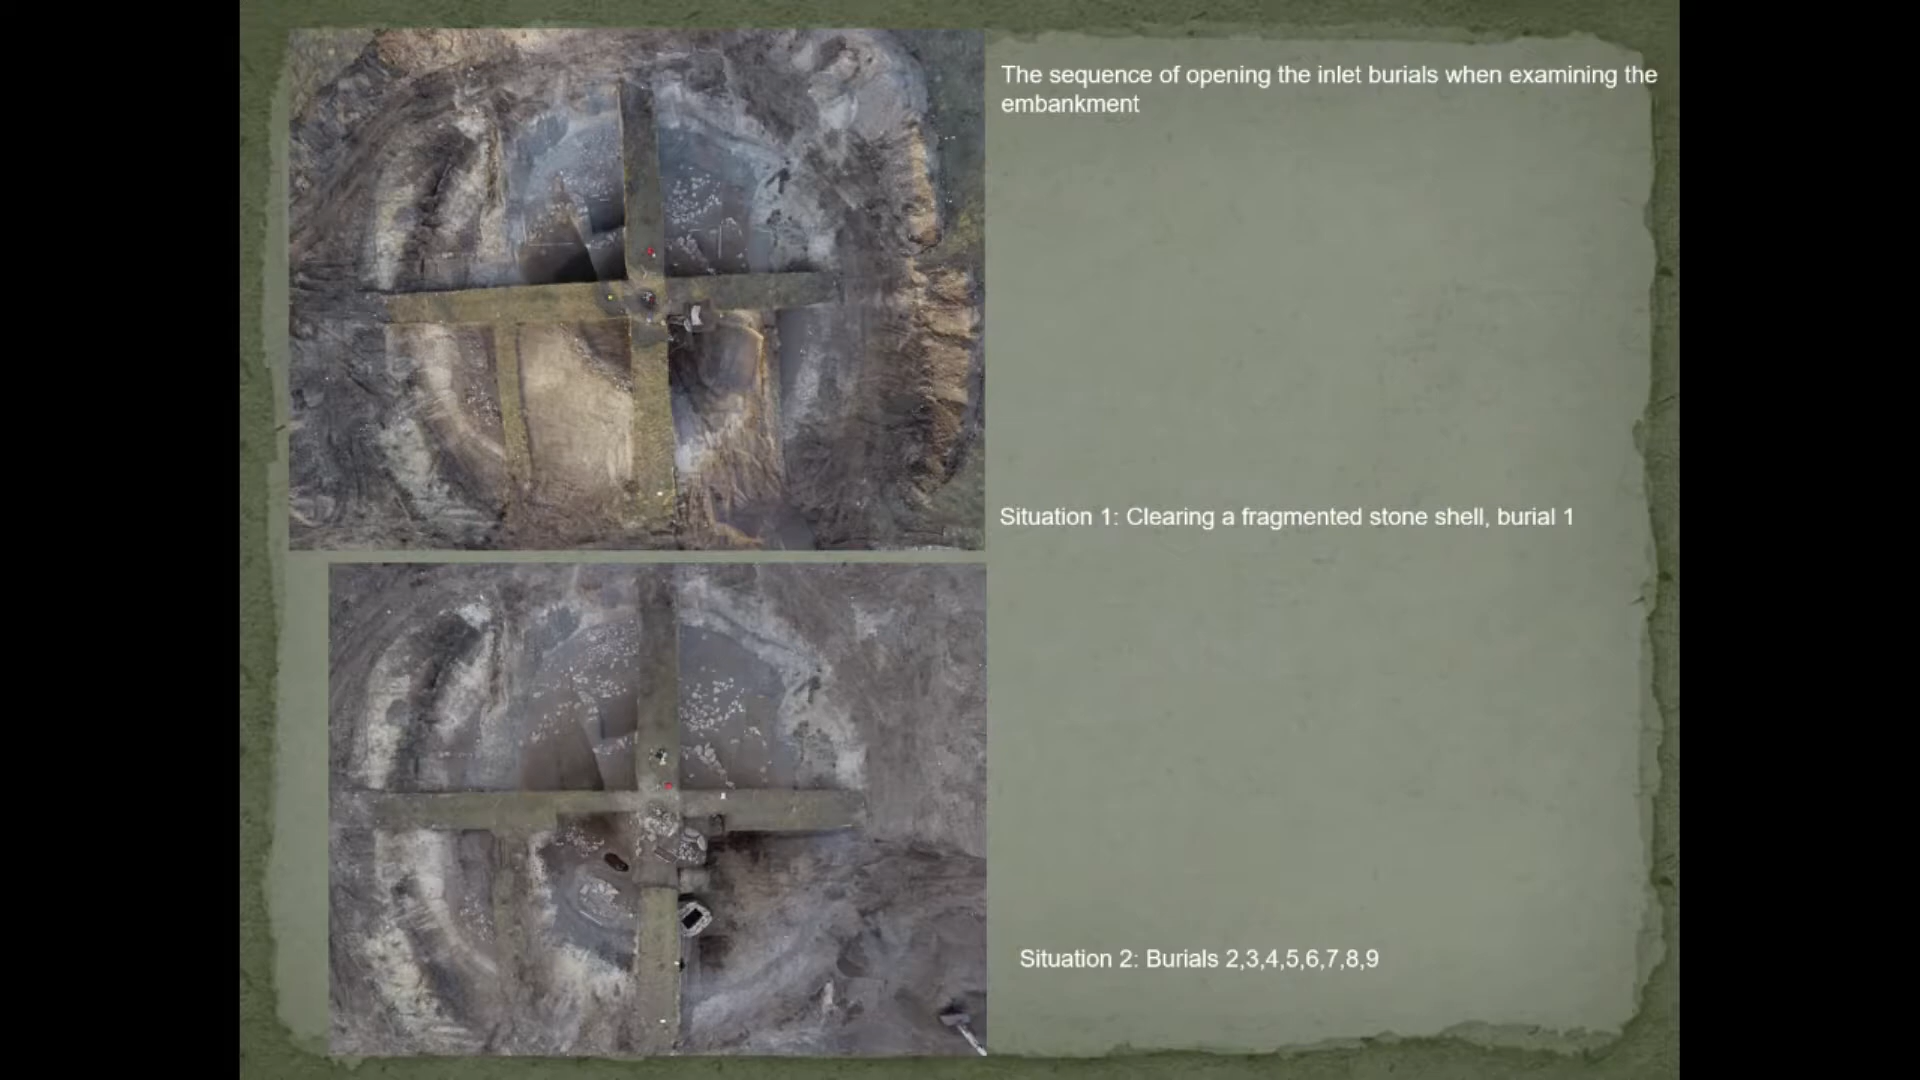 The sequence of opening the inlet burials when examining the
embankment
Situation 1: Clearing a fragmented stone shell, burial 1
Situation 2: Burials 2,3,4,5,6,7,8,9